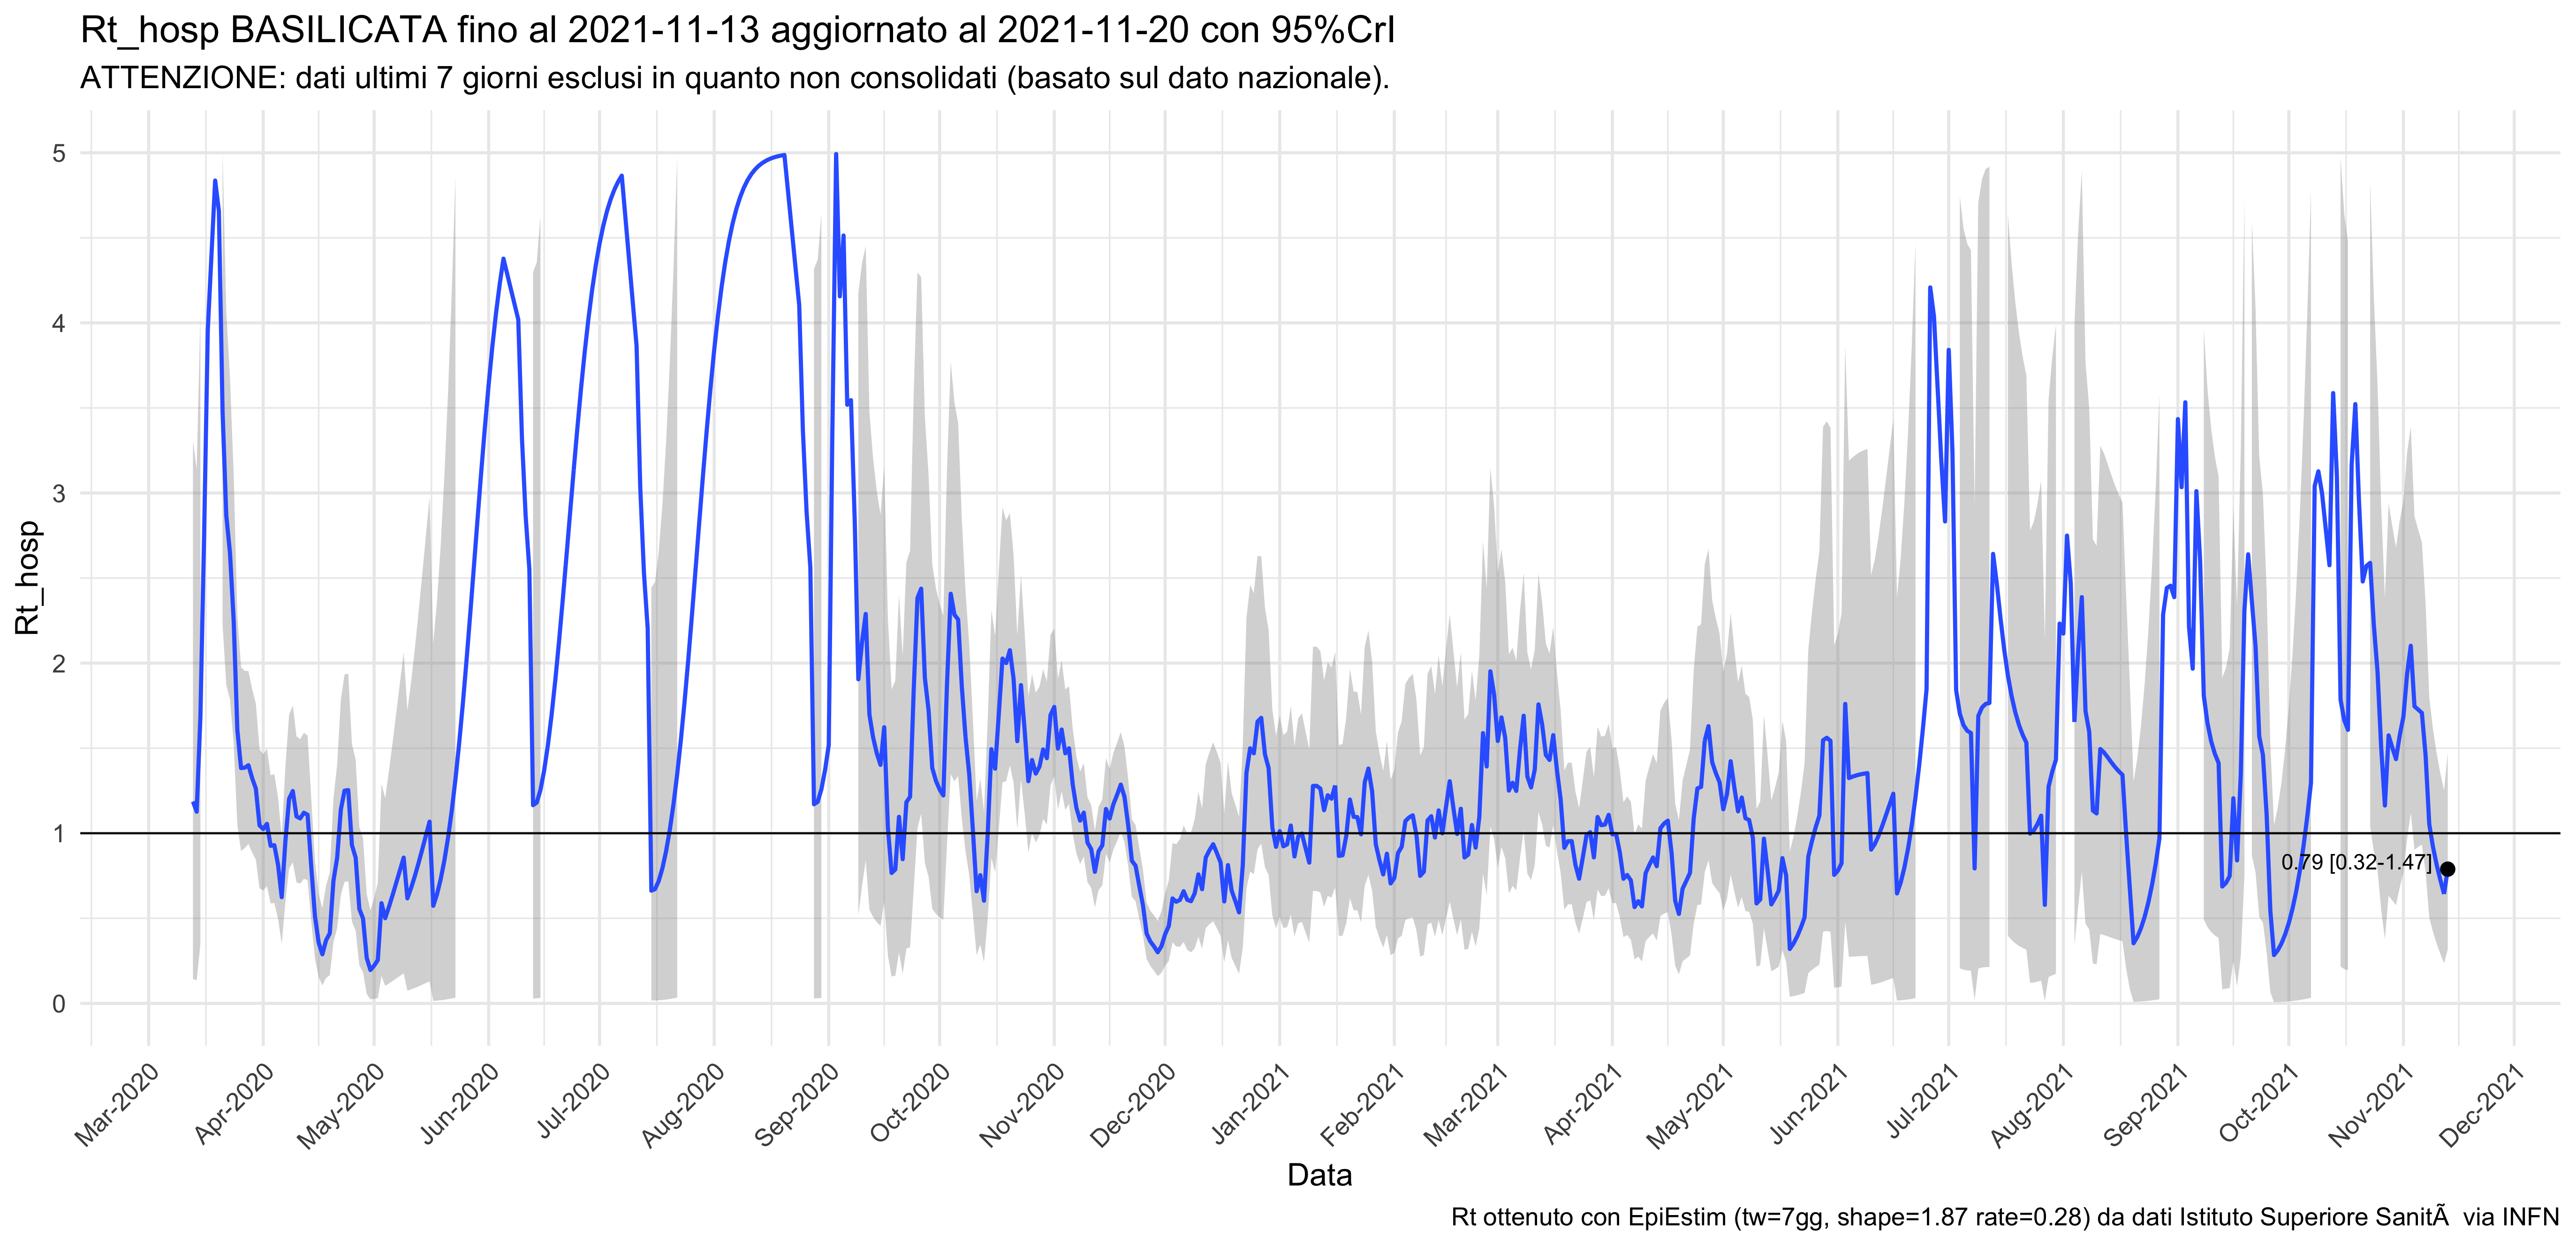 Rt_hosp BASILICATA fino al 2021-11-13 aggiornato al 2021-11-20 con 95%CrI
ATTENZIONE: dati ultimi 7 giorni esclusi in quanto non consolidati (basato sul dato nazionale).
5
4
3
2
1
0
Rt_hosp
0.79 [0.32-1.47]
Mar-2020
Apr-2020
May-2020
Jun-2020
Jul-2020
Aug-2020
Sep-2020
Oct-2020
Nov-2020
Dec-2020
Jan-2021
Feb-2021
Mar-2021
Apr-2021
May-2021
Jun-2021
Jul-2021
Aug-2021
Sep-2021
Oct-2021
Nov-2021
Dec-2021
Data
Rt ottenuto con EpiEstim (tw=7gg, shape=1.87 rate=0.28) da dati Istituto Superiore SanitÃ  via INFN